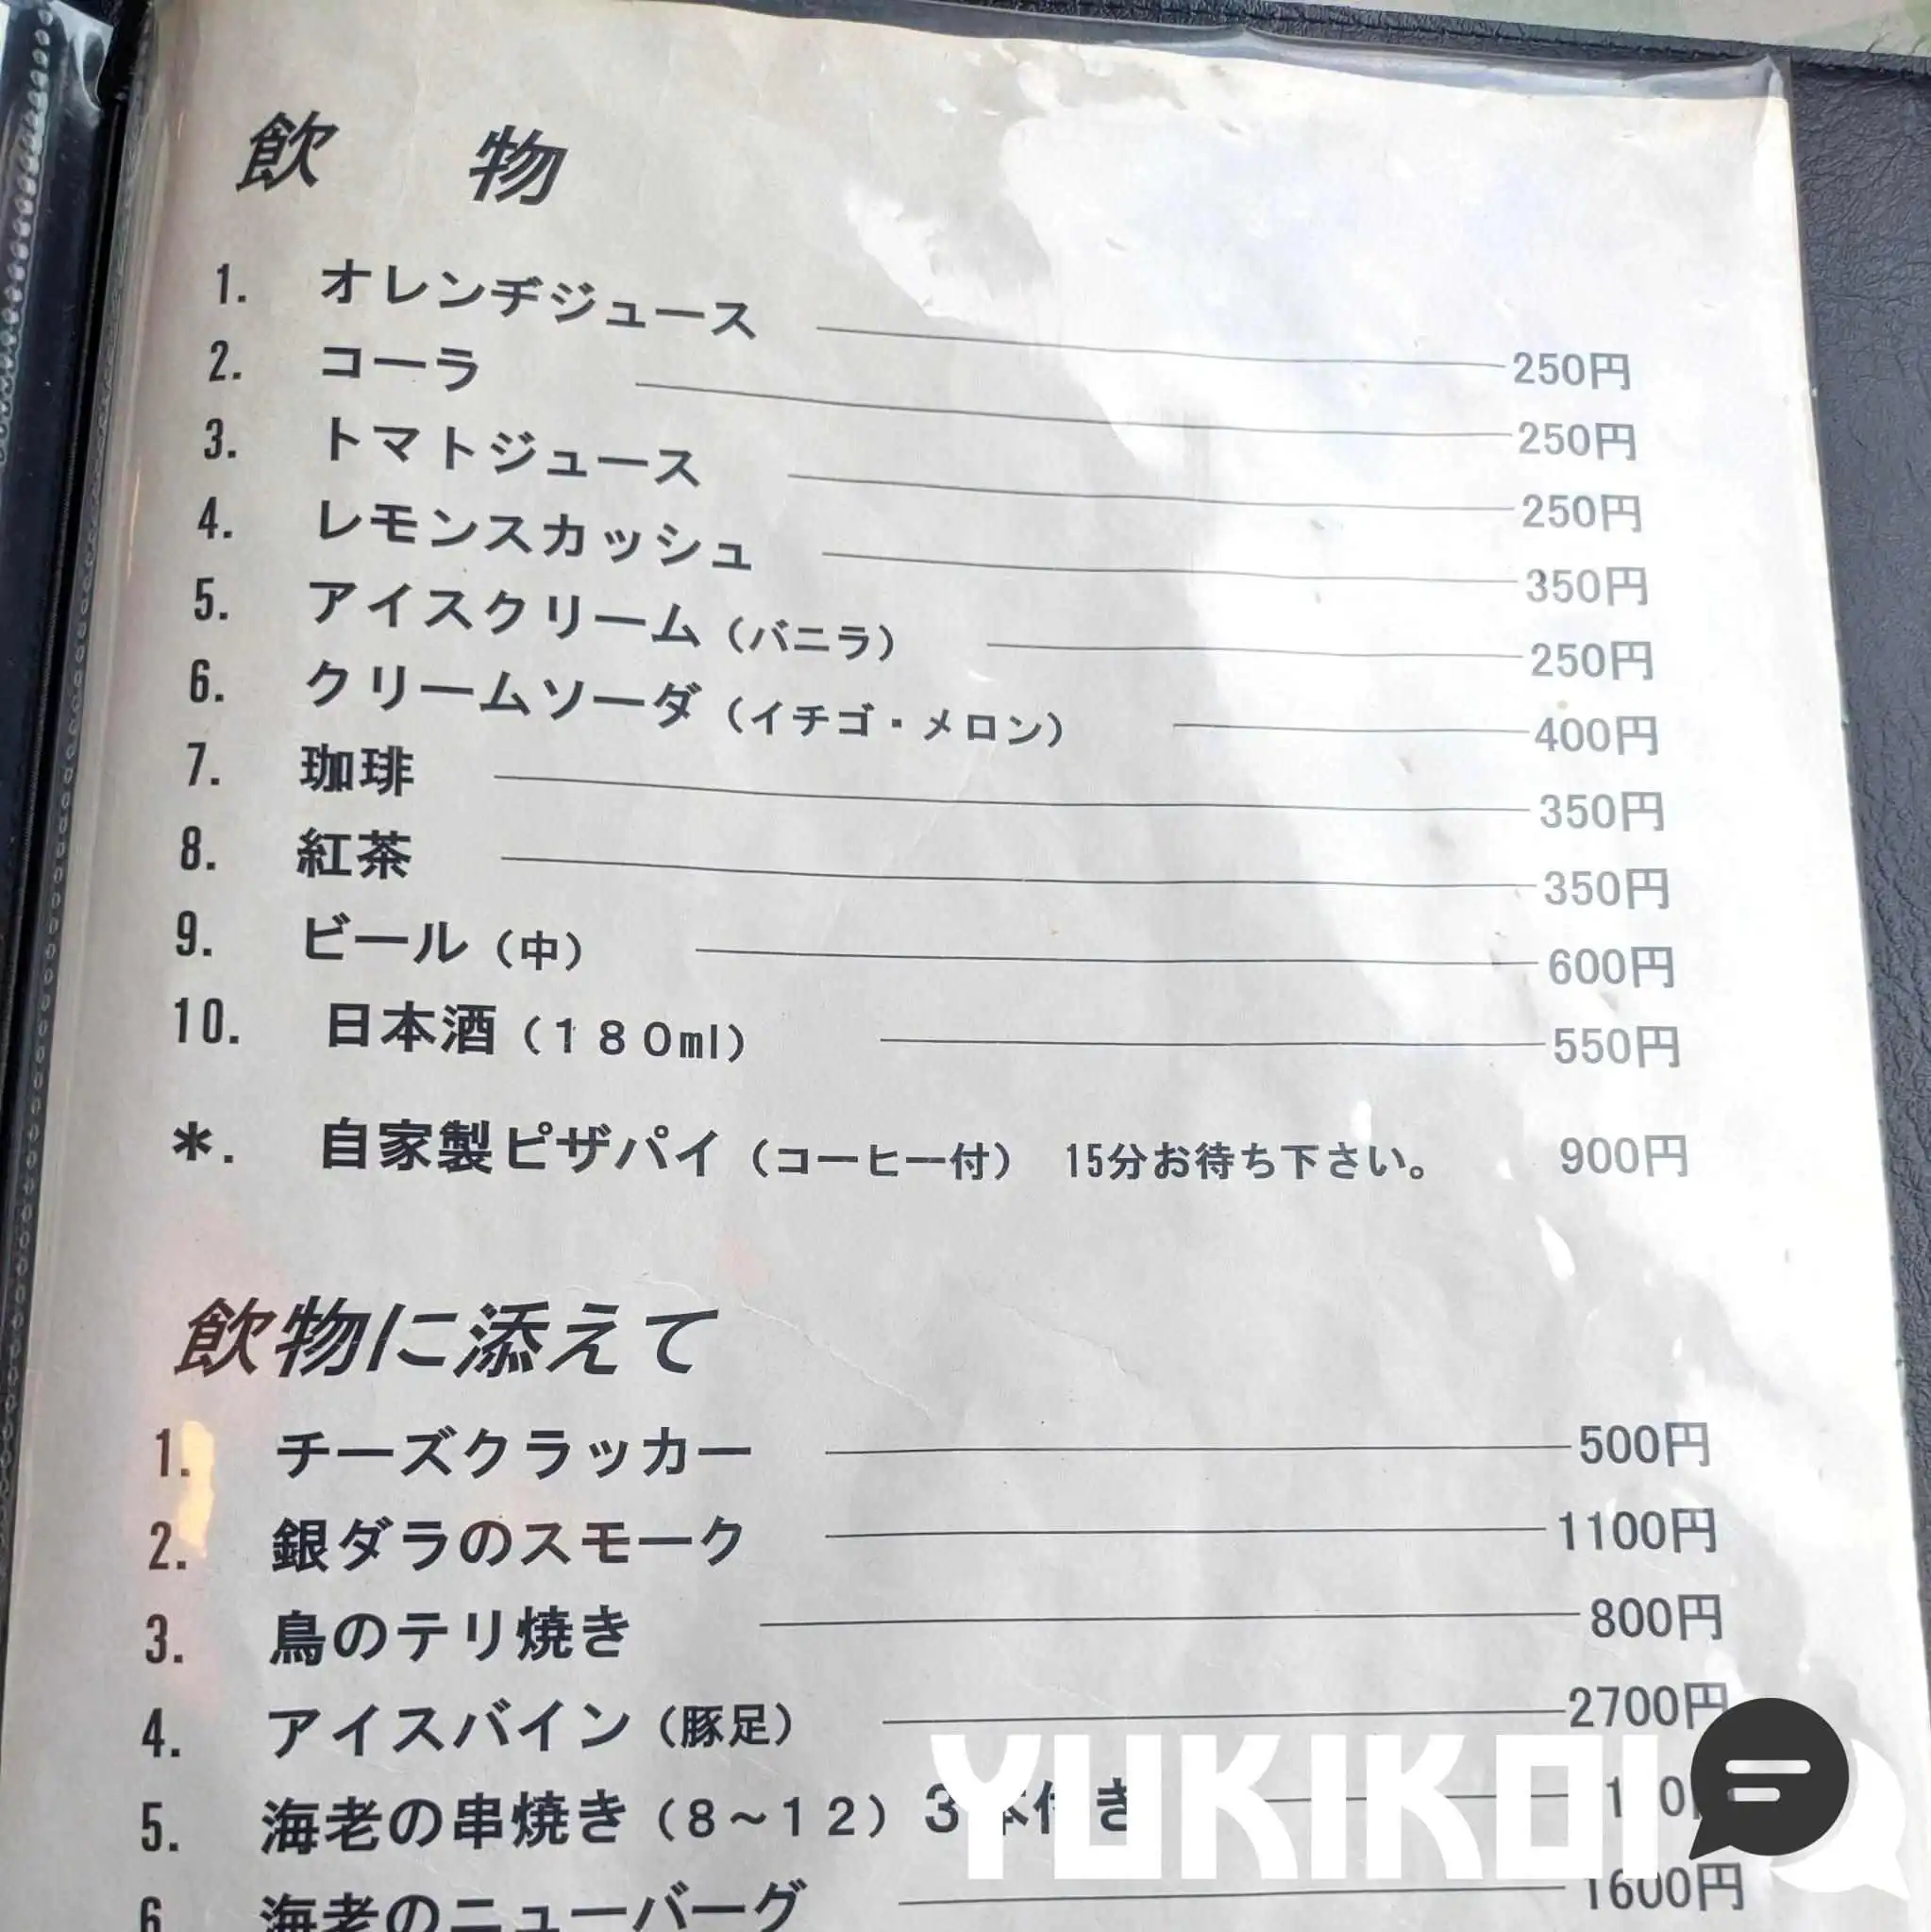 飲 物
1. オレンヂジュース 250円
2. コーラ 250円
3. トマトジュース 250円
4. レモンスカッシュ 350円
5. アイスクリーム（バニラ） 250円
6. クリームソーダ（イチゴ・メロン） 400円
7. 珈琲 350円
8. 紅茶 350円
9. ビール（中） 600円
10. 日本酒（１８０ml） 550円
＊. 自家製ピザパイ（コーヒー付） 15分お待ち下さい。 900円
飲物に添えて
1. チーズクラッカー 500円
2. 銀ダラのスモーク 1100円
3. 鳥のテリ焼き 800円
4. アイスバイン（豚足） 2700円
5. 海老の串焼き（８～１２）３本付き
6. 海老のニューバーグ 1600円
YUKIKOI